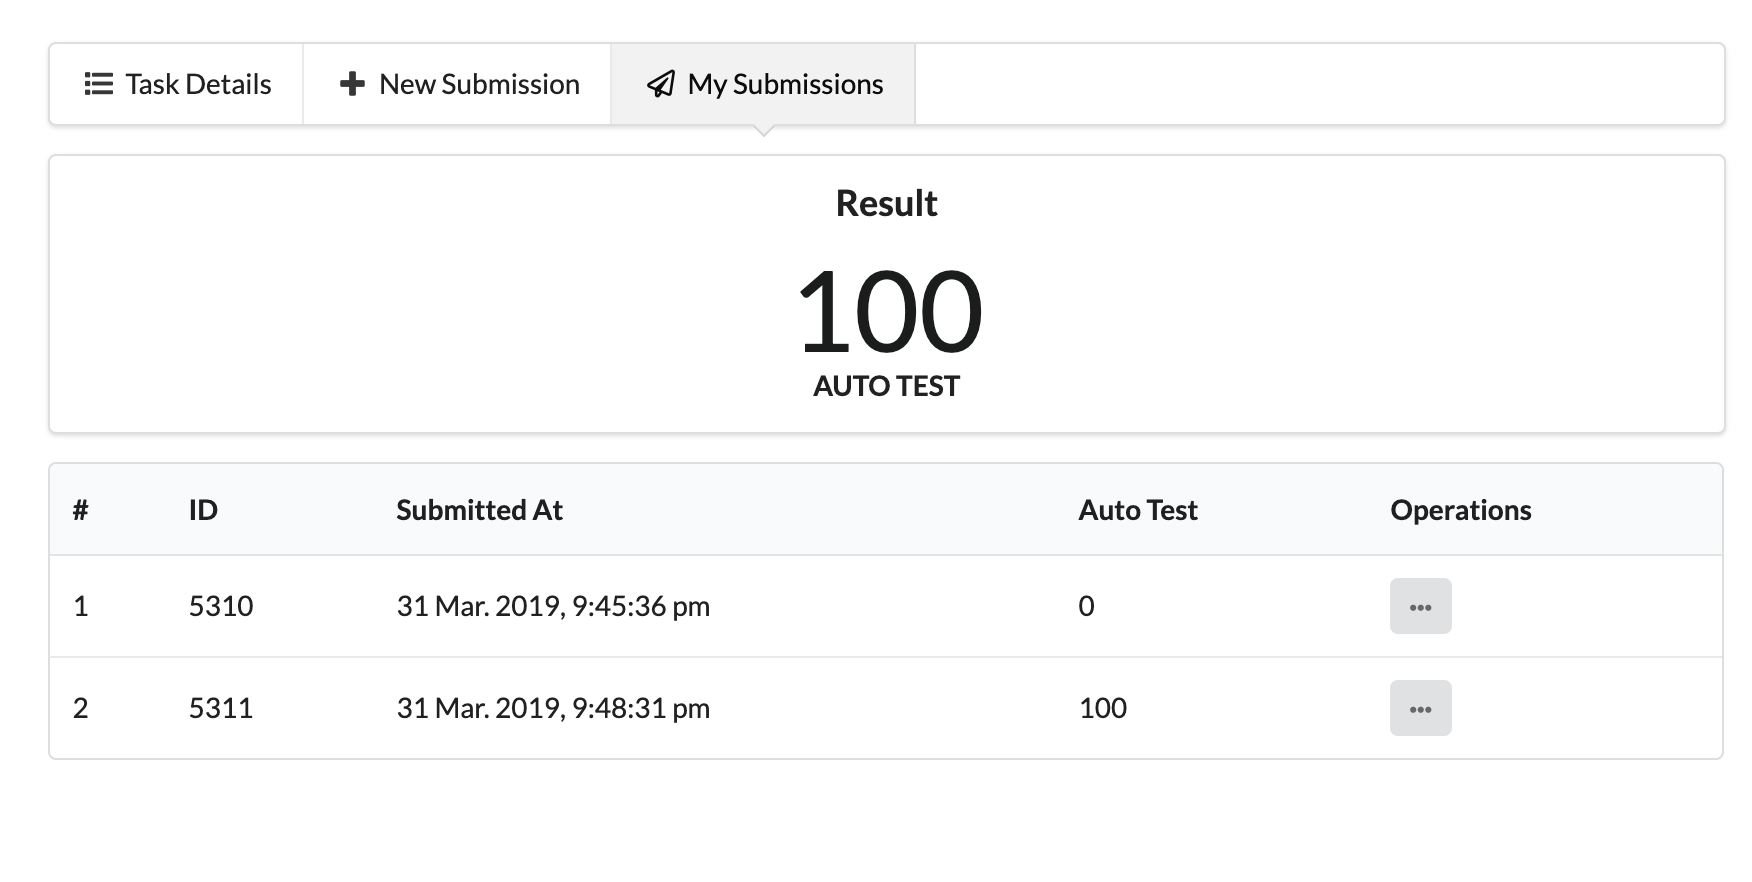 Task Details New Submission My Submissions
Result
100
AUTO TEST
# ID Submitted At Auto Test Operations
1 5310 31 Mar. 2019, 9:45:36 pm 0
2 5311 31 Mar. 2019, 9:48:31 pm 100